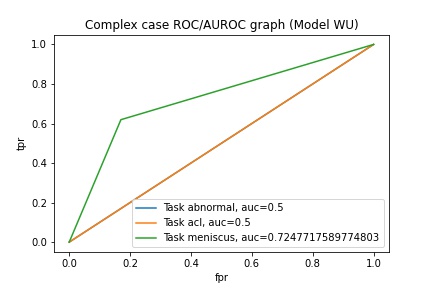 Complex case ROC/AUROC graph (Model WU)
1.0
0.8
0.6
0.4
0.2
0.0
tpr
Task abnormal, auc=0.5
Task acl, auc=0.5
Task meniscus, auc=0.7247717589774803
0.0 0.2 0.4 0.6 0.8 1.0
fpr